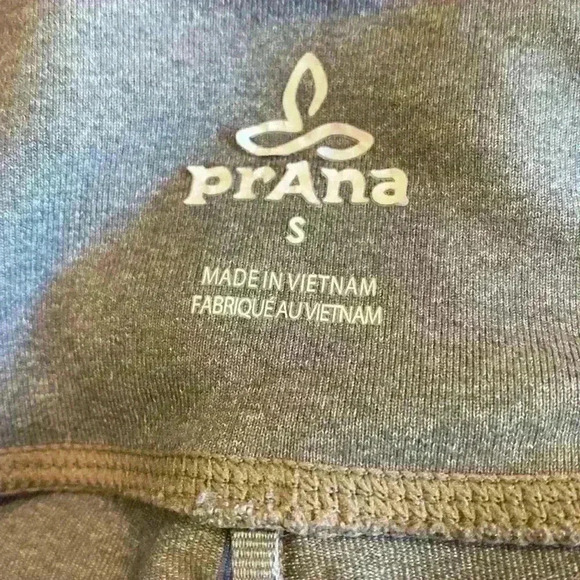 prAna
S
MADE IN VIETNAM
FABRIQUÉ AU VIETNAM